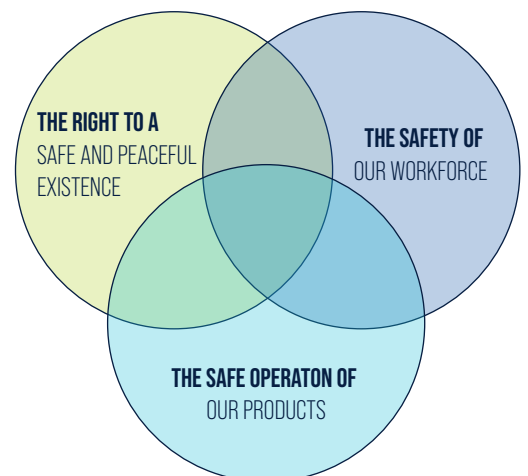 THE RIGHT TO A
SAFE AND PEACEFUL
EXISTENCE
THE SAFETY OF
OUR WORKFORCE
THE SAFE OPERATON OF
OUR PRODUCTS